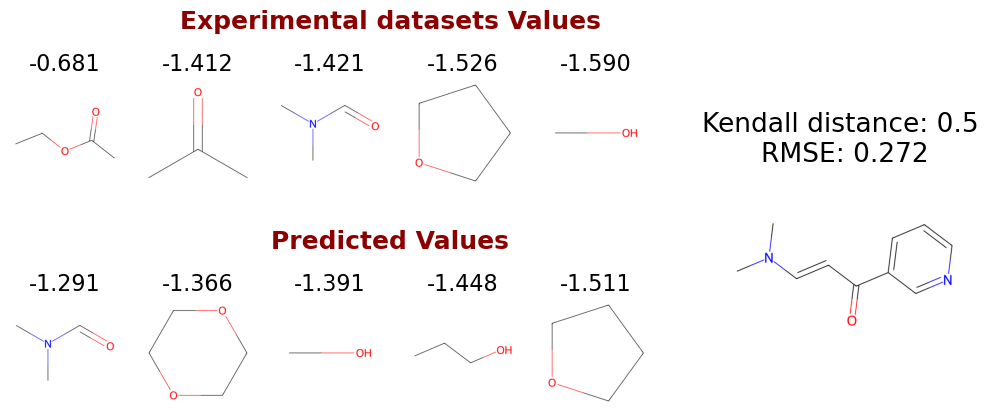 Experimental datasets Values
-0.681 -1.412 -1.421 -1.526 -1.590
O O O N O O OH
Kendall distance: 0.5
RMSE: 0.272
Predicted Values
-1.291 -1.366 -1.391 -1.448 -1.511
N O O O OH OH O
N O N